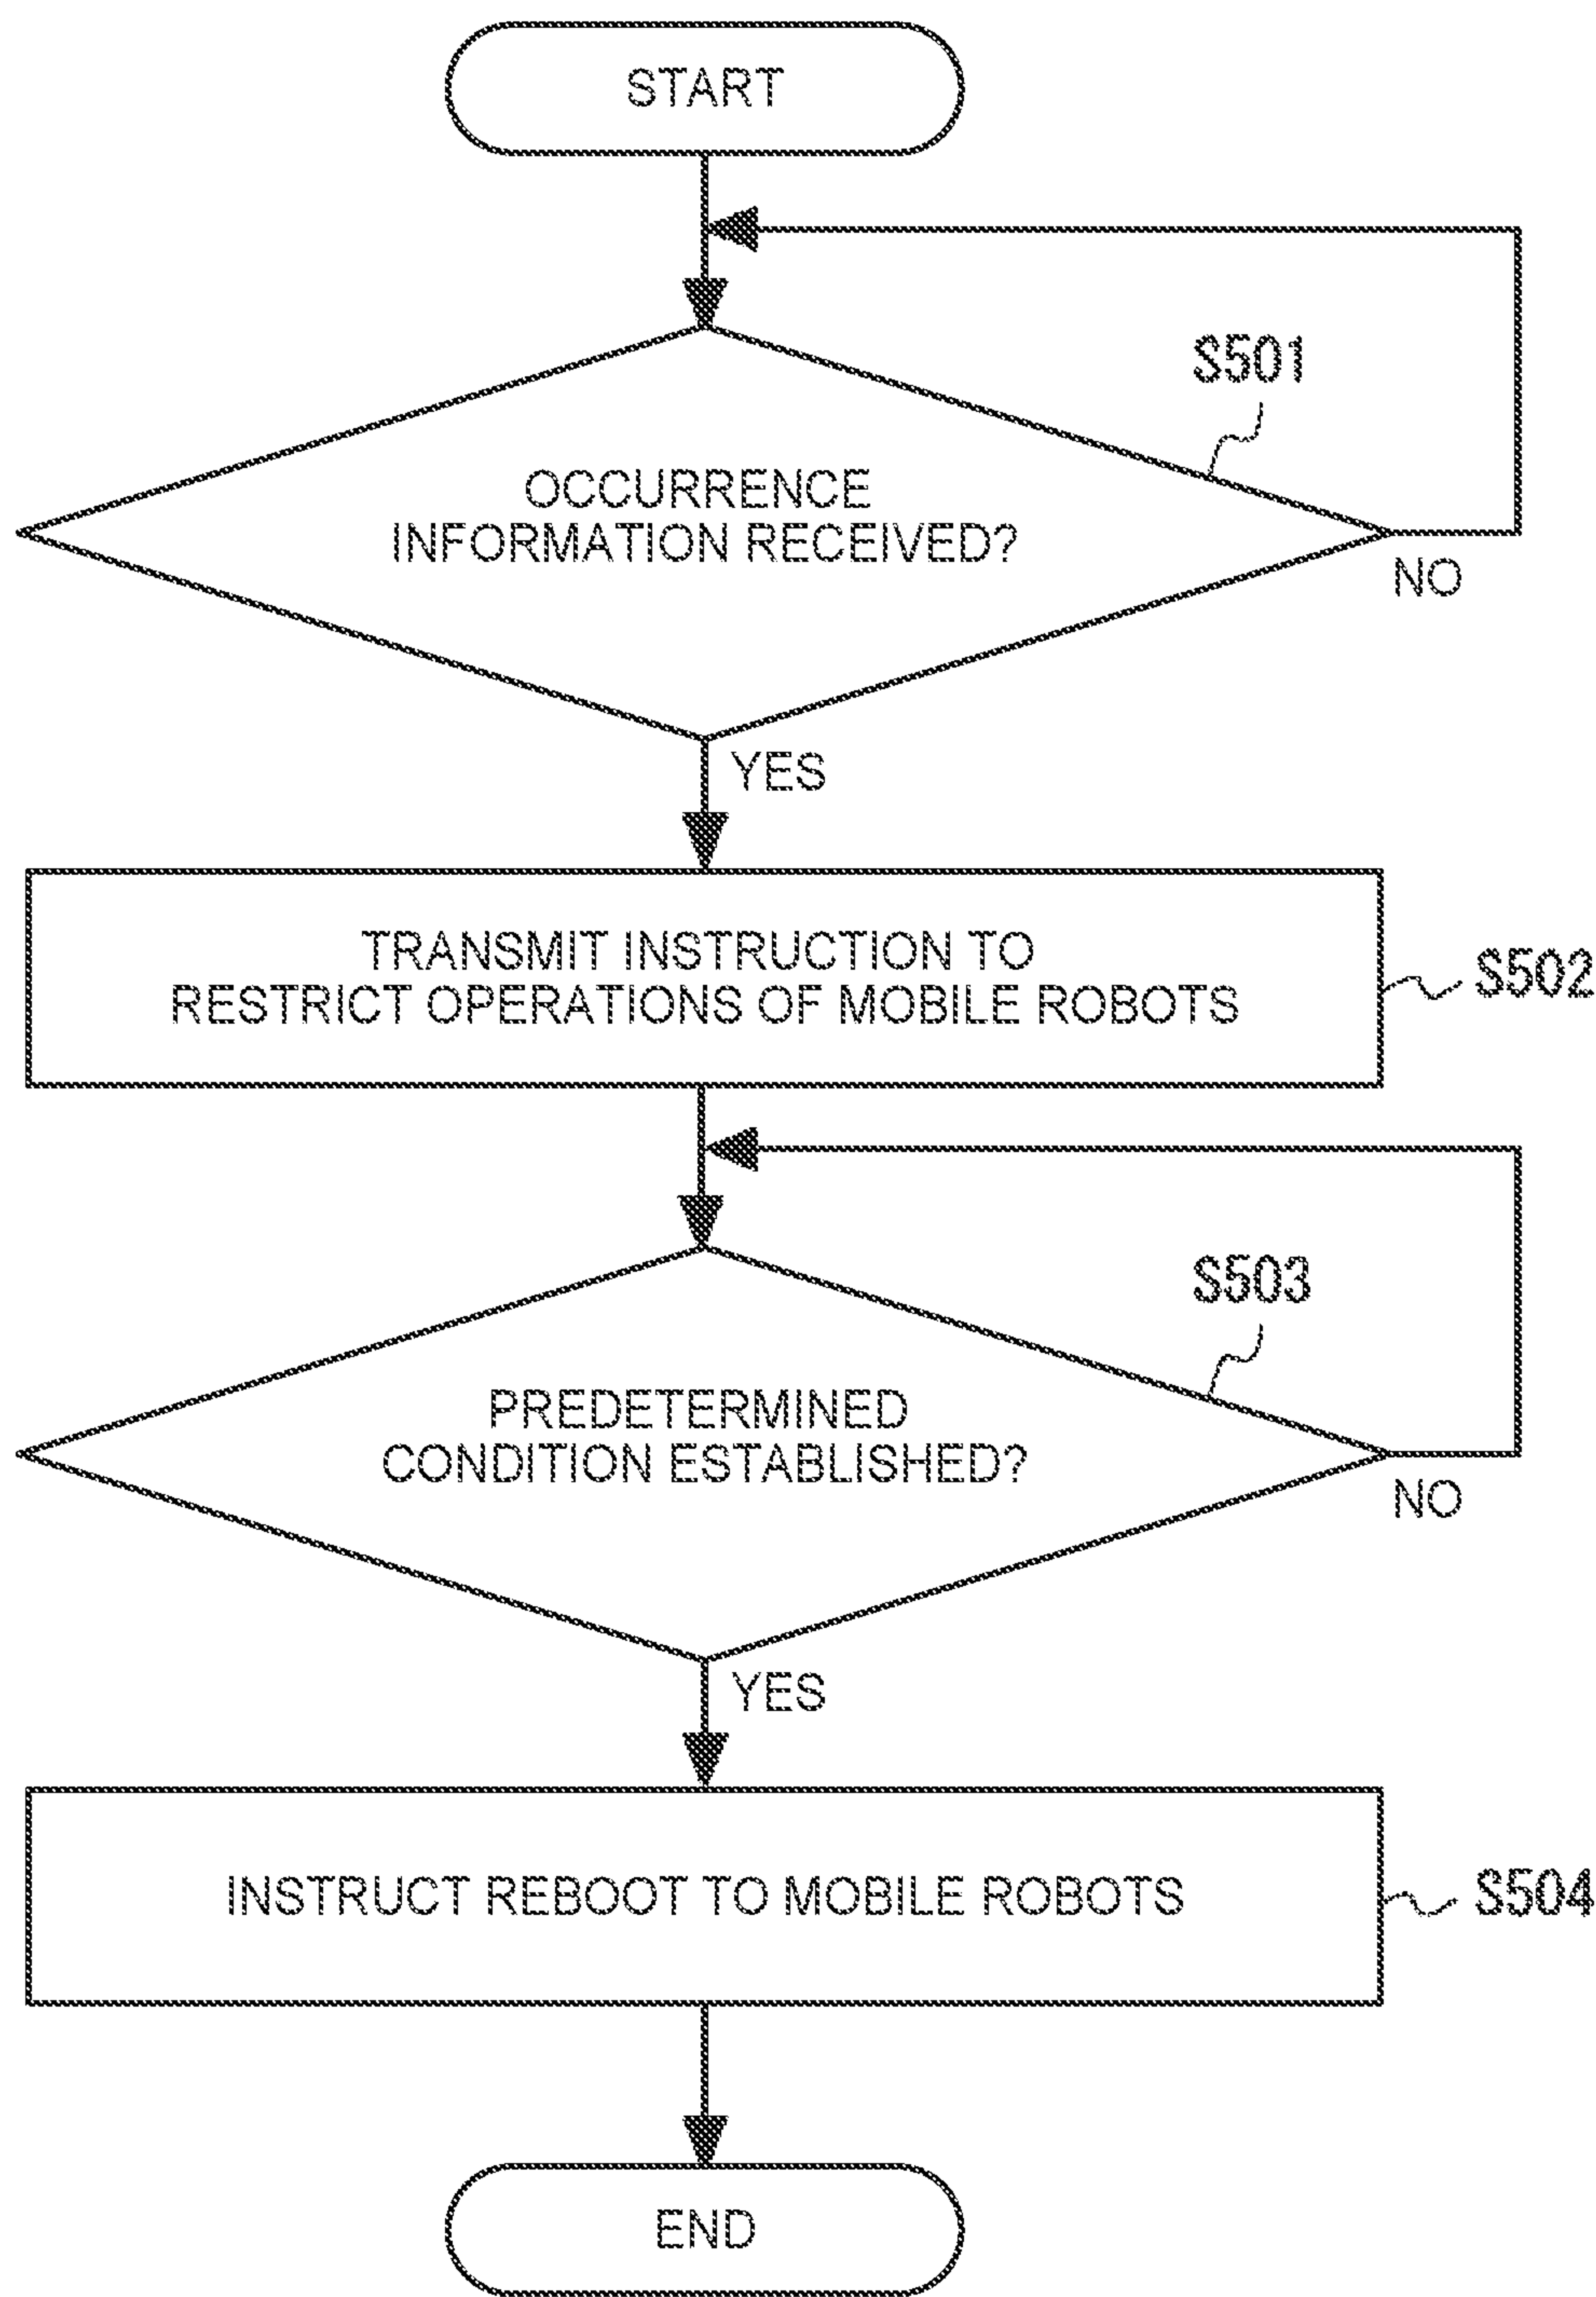 START
S501
OCCURRENCE
INFORMATION RECEIVED?
NO
YES
TRANSMIT INSTRUCTION TO
RESTRICT OPERATIONS OF MOBILE ROBOTS
S502
S503
PREDETERMINED
CONDITION ESTABLISHED?
NO
YES
INSTRUCT REBOOT TO MOBILE ROBOTS
S504
END